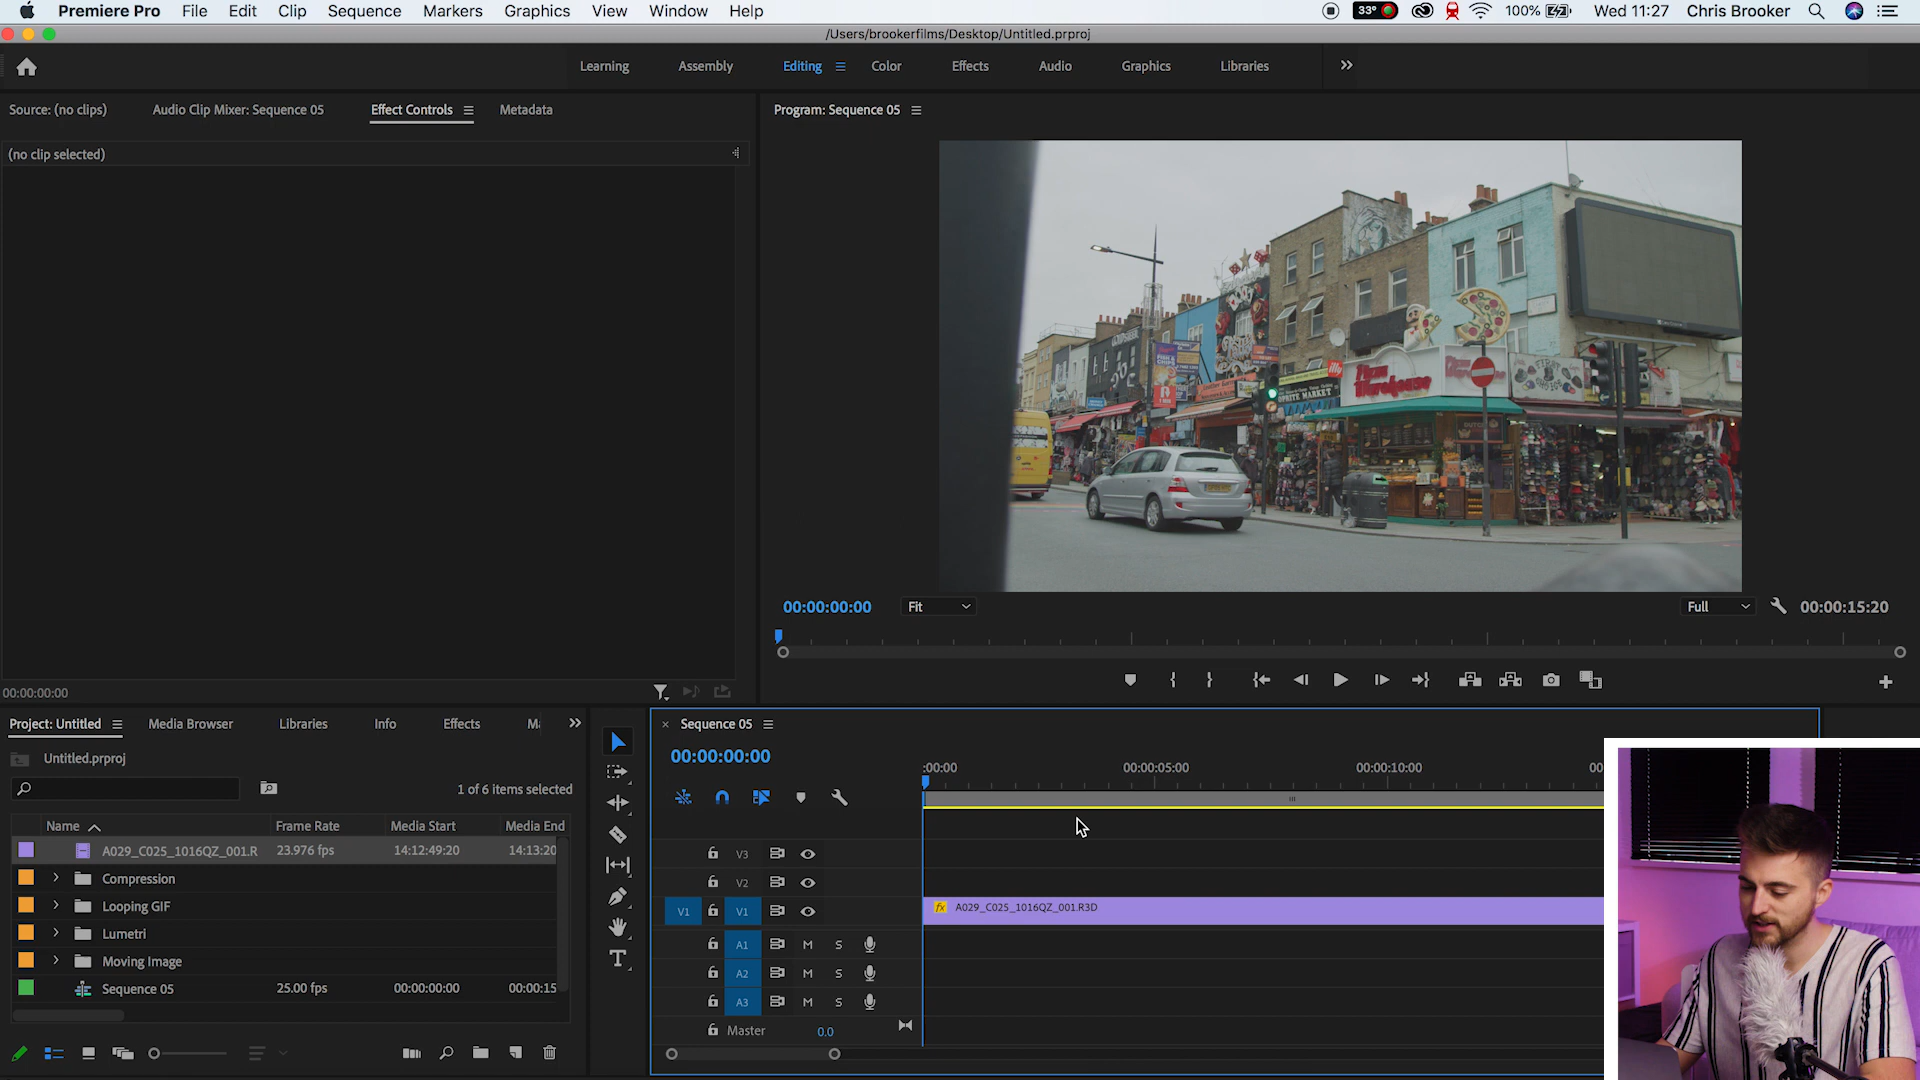 Premiere Pro File Edit Clip Sequence Markers Graphics View Window Help 33° 100% Wed 11:27 Chris Brooker
/Users/brookerfilms/Desktop/Untitled.prproj
Learning Assembly Editing Color Effects Audio Graphics Libraries
Source: (no clips) Audio Clip Mixer: Sequence 05 Effect Controls Metadata
Program: Sequence 05
(no clip selected)
00:00:00:00 Fit Full 00:00:15:20
00:00:00:00
Project: Untitled Media Browser Libraries Info Effects Ma
Untitled.prproj
1 of 6 items selected
Name Frame Rate Media Start Media End
A029_C025_1016QZ_001.R 23.976 fps 14:12:49:20 14:13:20
Compression
Looping GIF
Lumetri
Moving Image
Sequence 05 25.00 fps 00:00:00:00 00:00:15
Sequence 05
00:00:00:00
:00:00 00:00:05:00 00:00:10:00 00
V3
V2
V1 V1 fx A029_C025_1016QZ_001.R3D
A1 M S
A2 M S
A3 M S
Master 0.0